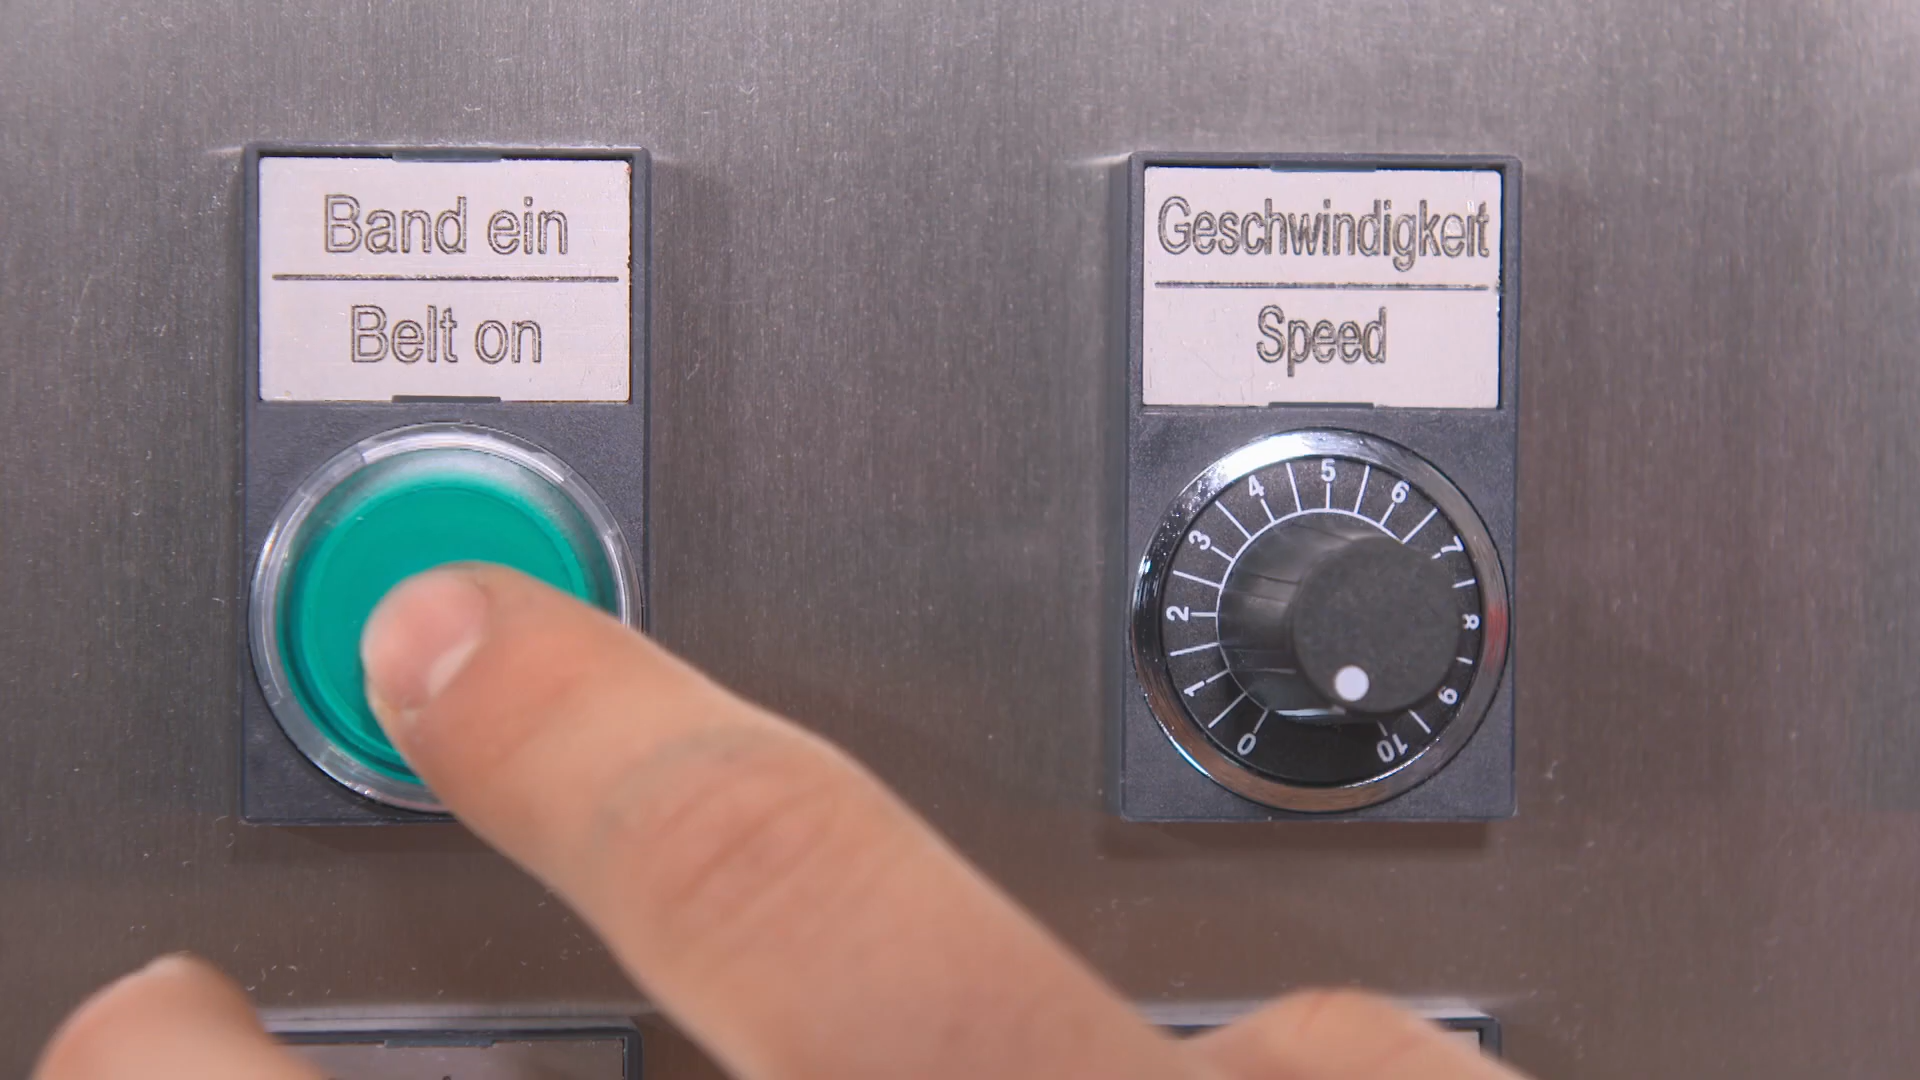 Band ein
Belt on
Geschwindigkeit
Speed
0 1 2 3 4 5 6 7 8 9 10